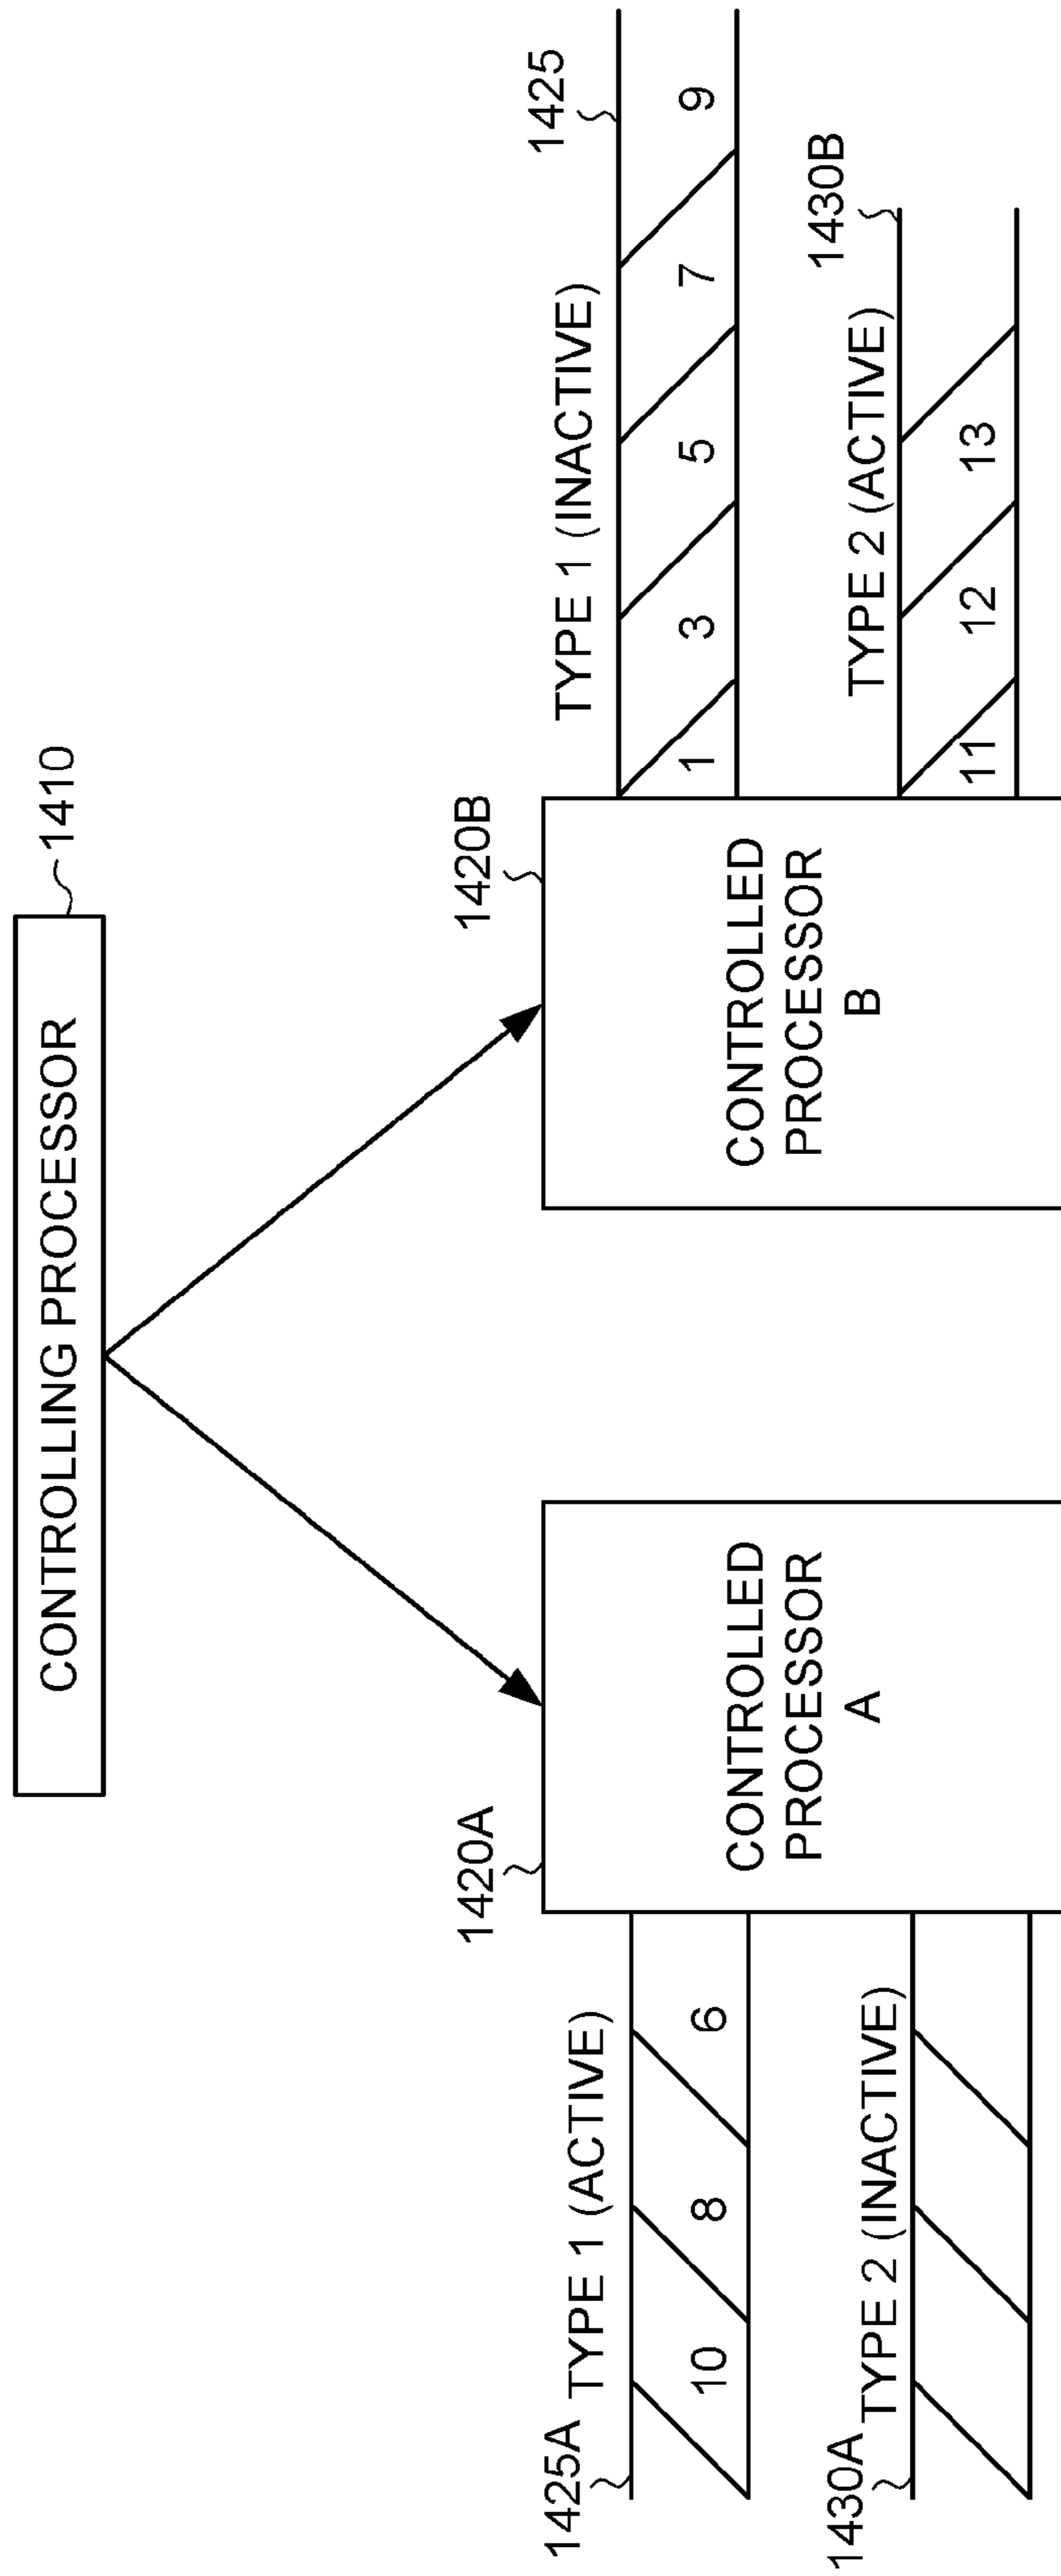 CONTROLLING PROCESSOR
1410
1420A
1420B
1425A
TYPE 1 (ACTIVE)
10
8
6
1430A
TYPE 2 (INACTIVE)
CONTROLLED
PROCESSOR
A
CONTROLLED
PROCESSOR
B
TYPE 1 (INACTIVE)
1425
1
3
5
7
9
TYPE 2 (ACTIVE)
1430B
11
12
13